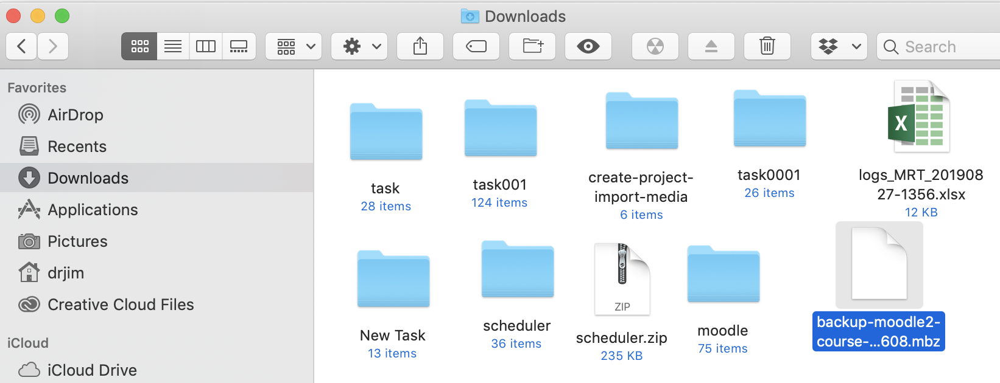 Downloads
Search
Favorites
AirDrop
Recents
Downloads
Applications
Pictures
drjim
Creative Cloud Files
iCloud
iCloud Drive
task
28 items
task001
124 items
create-project-
import-media
6 items
task0001
26 items
X
logs_MRT_201908
27-1356.xlsx
12 KB
New Task
13 items
scheduler
36 items
ZIP
scheduler.zip
235 KB
moodle
75 items
backup-moodle2-
course-...608.mbz